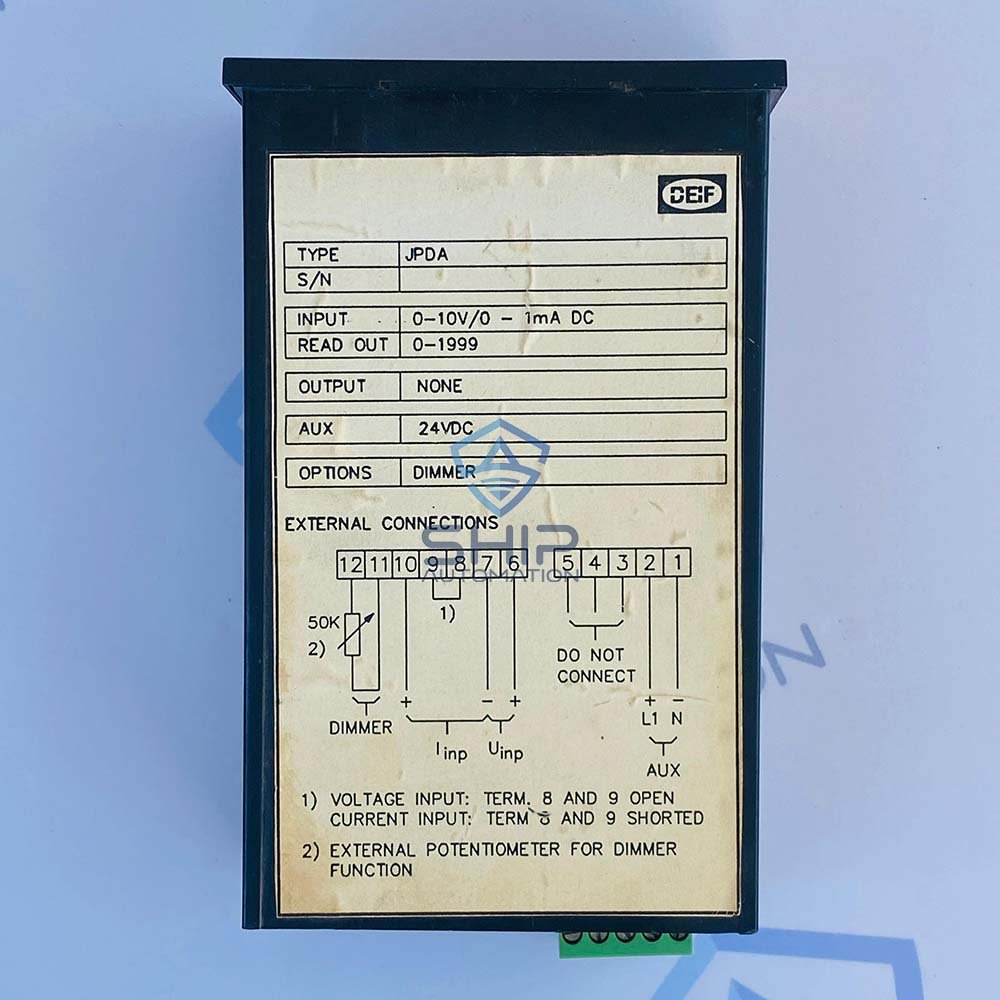 DEIF
TYPE JPDA
S/N
INPUT 0-10V/0 - 1mA DC
READ OUT 0-1999
OUTPUT NONE
AUX 24VDC
OPTIONS DIMMER
EXTERNAL CONNECTIONS
SHIP
AUTOMATION
12 11 10 9 8 7 6 5 4 3 2 1
1)
50K
2)
DO NOT
CONNECT
+ - + + -
DIMMER
L1 N
I inp U inp
AUX
1) VOLTAGE INPUT: TERM. 8 AND 9 OPEN
CURRENT INPUT: TERM 8 AND 9 SHORTED
2) EXTERNAL POTENTIOMETER FOR DIMMER
FUNCTION